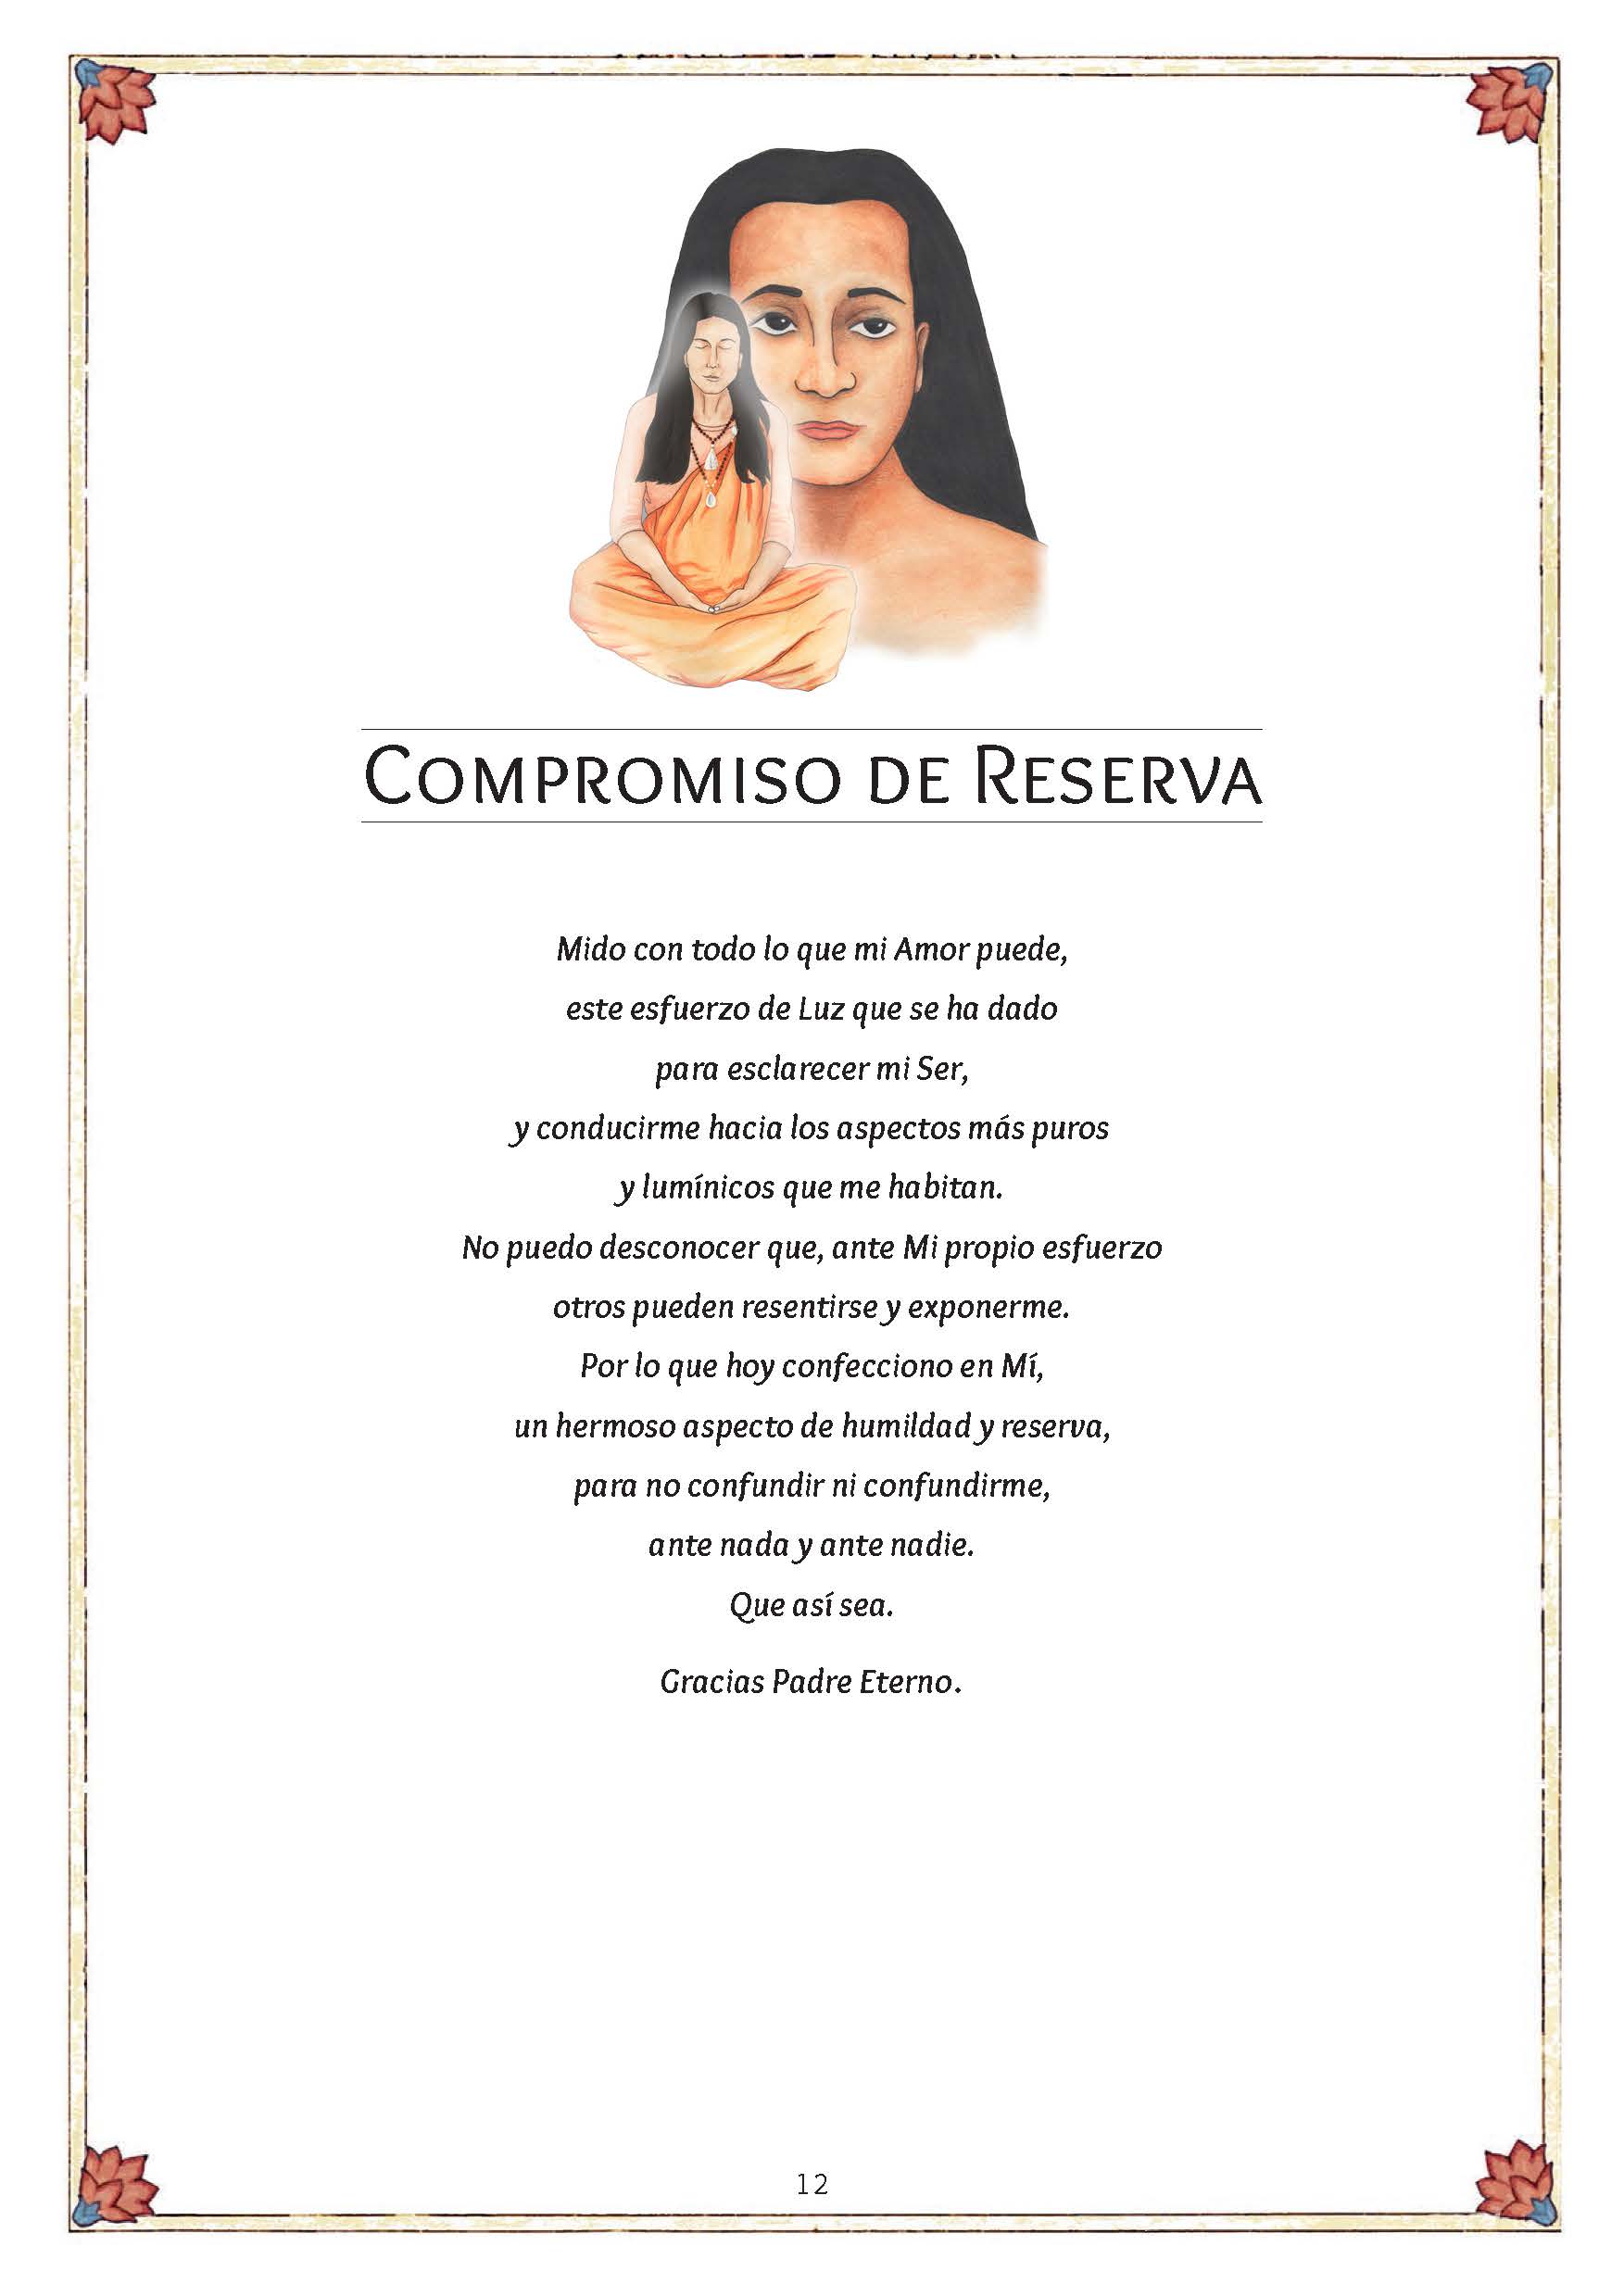 Compromiso de Reserva
Mido con todo lo que mi Amor puede,
este esfuerzo de Luz que se ha dado
para esclarecer mi Ser,
y conducirme hacia los aspectos más puros
y lumínicos que me habitan.
No puedo desconocer que, ante Mi propio esfuerzo
otros pueden resentirse y exponerme.
Por lo que hoy confecciono en Mí,
un hermoso aspecto de humildad y reserva,
para no confundir ni confundirme,
ante nada y ante nadie.
Que así sea.
Gracias Padre Eterno.
12